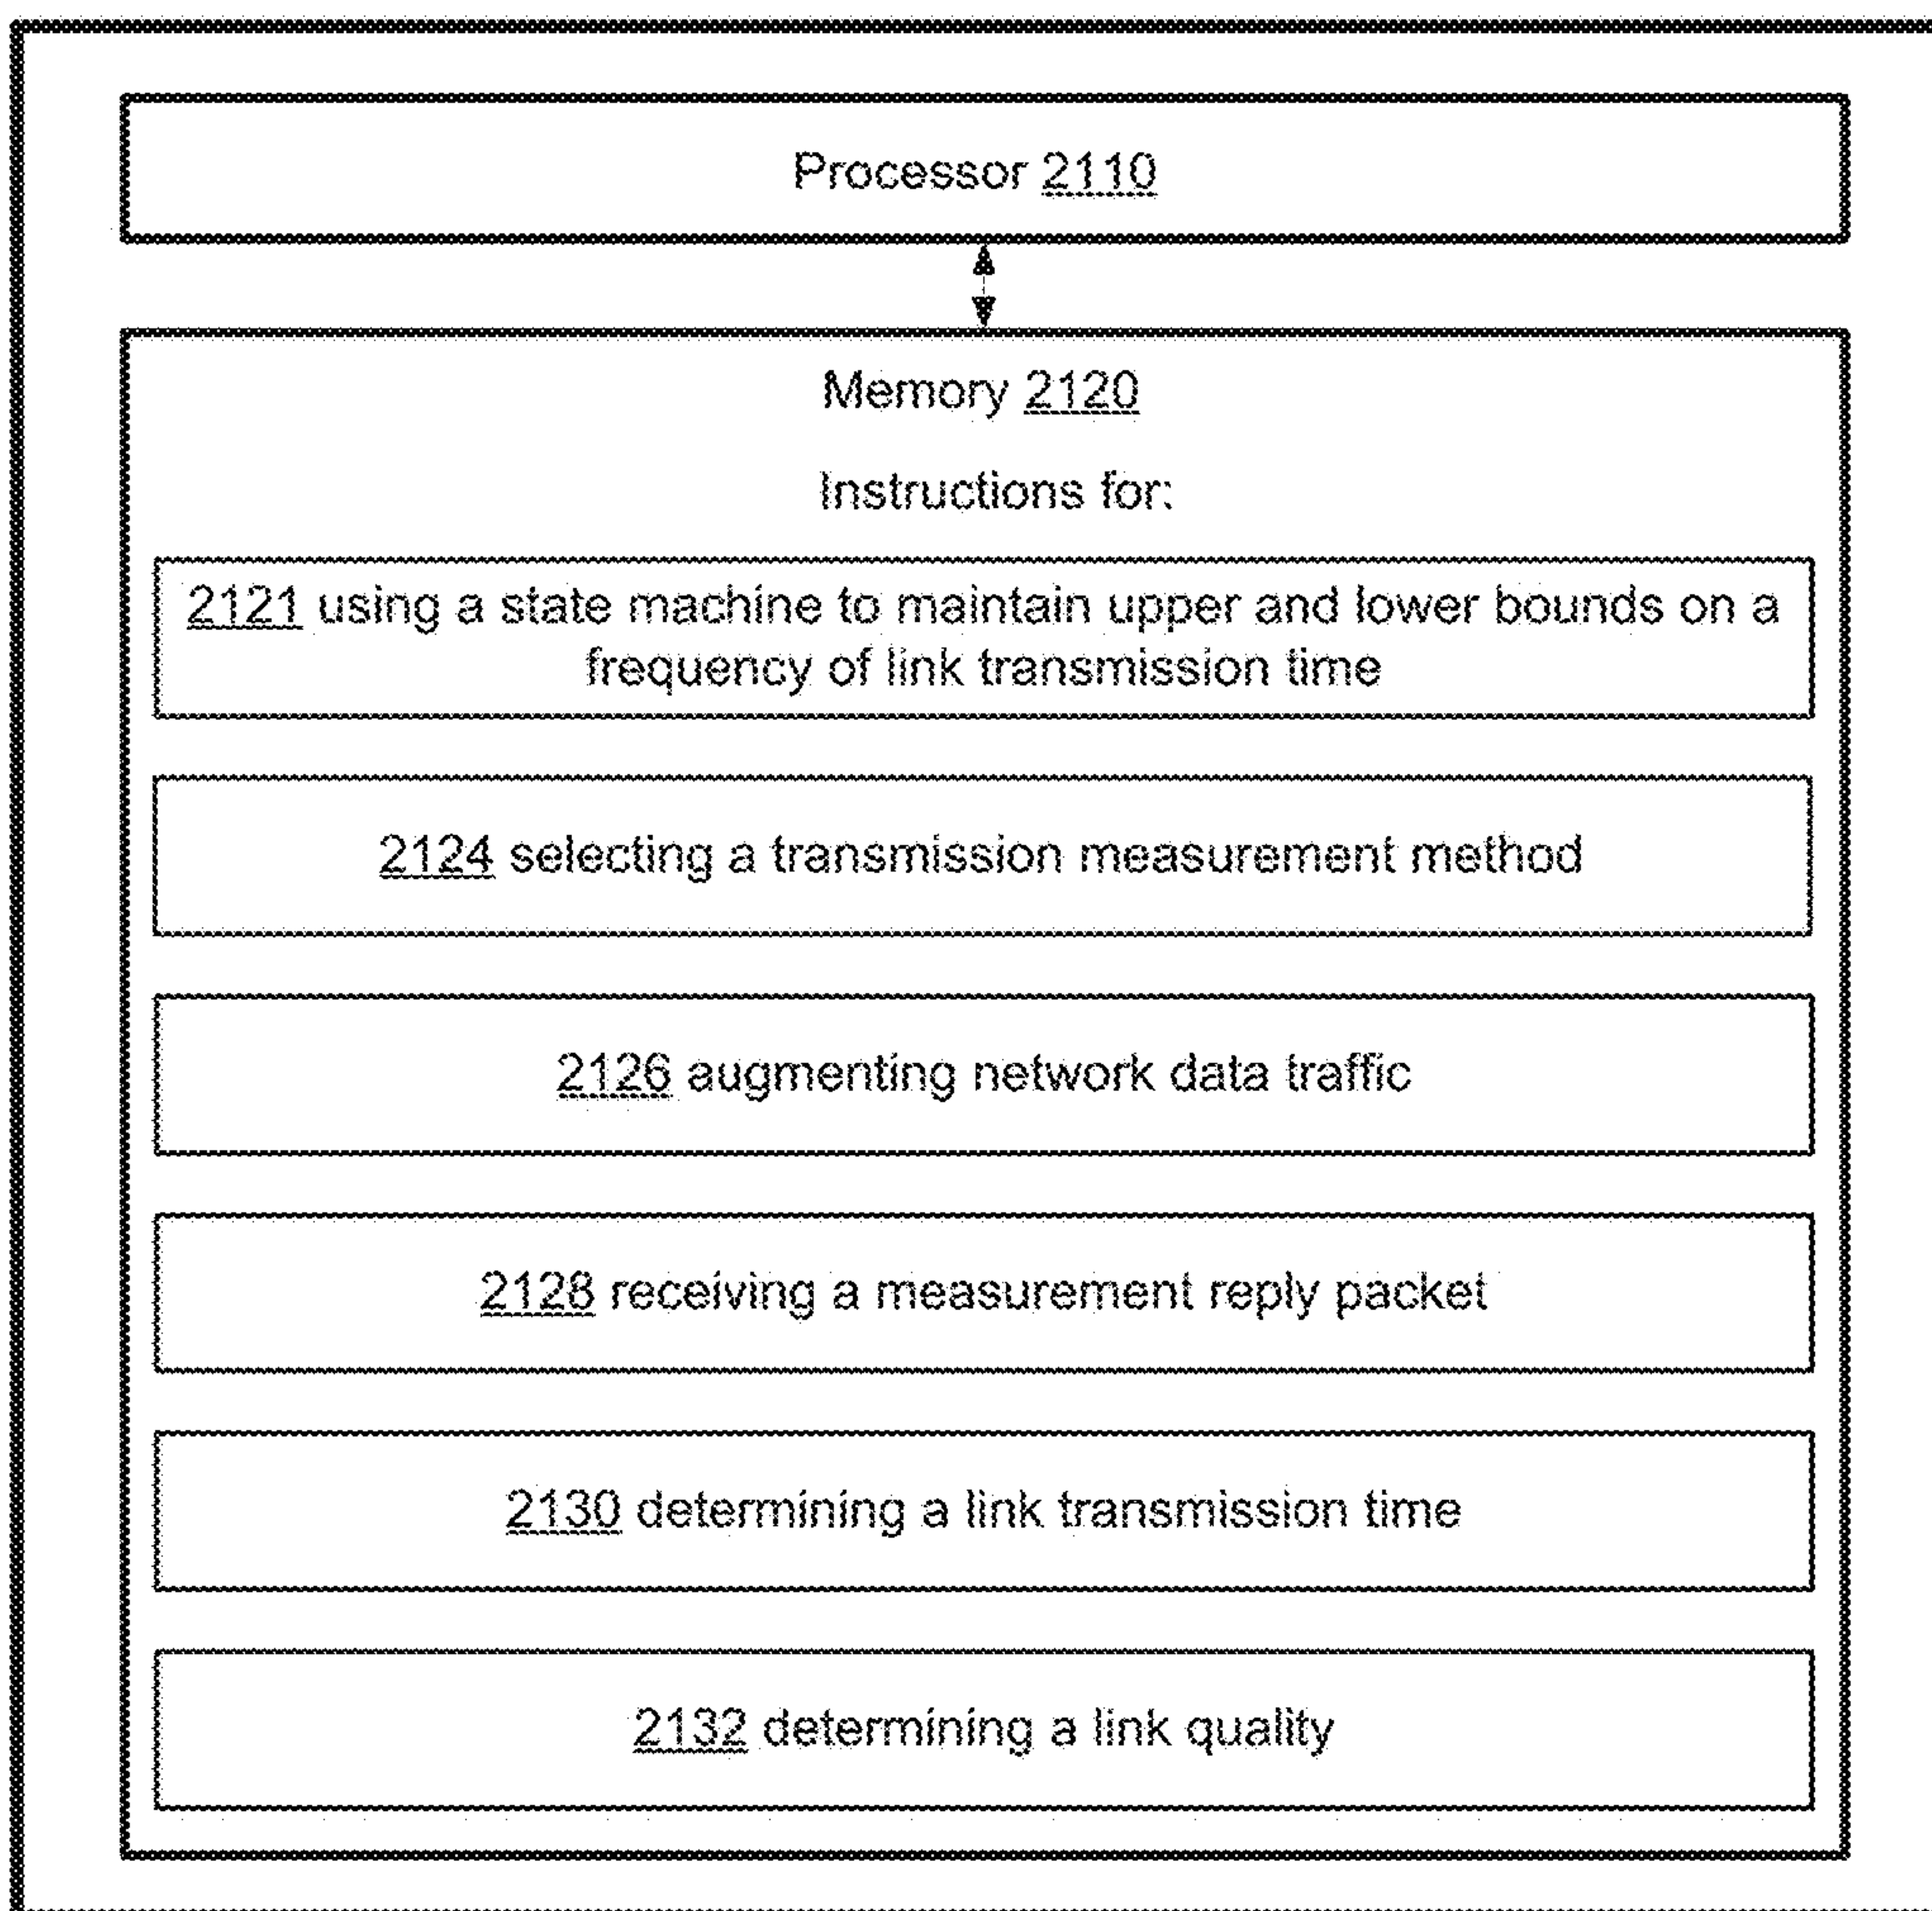 Processor 2110
Memory 2120
Instructions for:
2121 using a state machine to maintain upper and lower bounds on a
frequency of link transmission time
2124 selecting a transmission measurement method
2126 augmenting network data traffic
2128 receiving a measurement reply packet
2130 determining a link transmission time
2132 determining a link quality